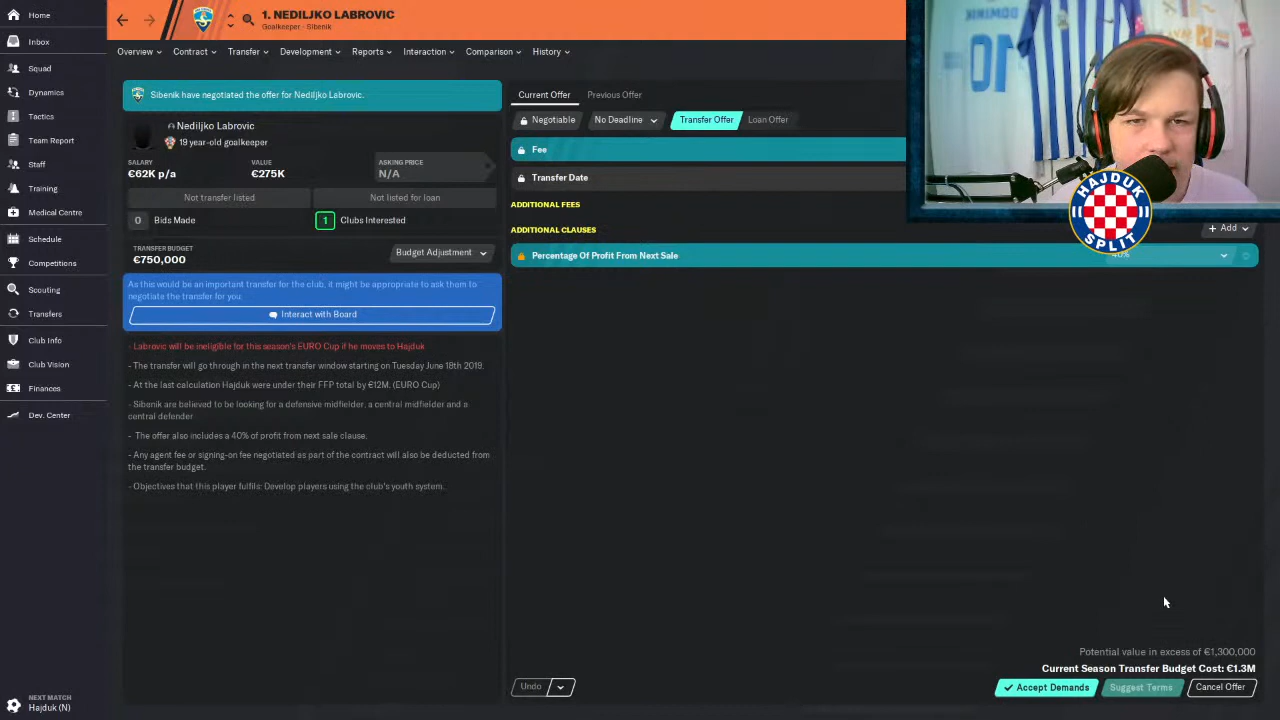 Home
Inbox
Squad
Dynamics
Tactics
Team Report
Staff
Training
Medical Centre
Schedule
Competitions
Scouting
Transfers
Club Info
Club Vision
Finances
Dev. Center
NEXT MATCH
Hajduk (N)
1. NEDILJKO LABROVIC
Goalkeeper - Sibenik
Overview Contract Transfer Development Reports Interaction Comparison History
Sibenik have negotiated the offer for Nediljko Labrovic.
Nediljko Labrovic
19 year-old goalkeeper
SALARY VALUE ASKING PRICE
€62K p/a €275K N/A
Not transfer listed Not listed for loan
0 Bids Made 1 Clubs Interested
TRANSFER BUDGET
€750,000 Budget Adjustment
As this would be an important transfer for the club, it might be appropriate to ask them to
negotiate the transfer for you.
Interact with Board
- Labrovic will be ineligible for this season's EURO Cup if he moves to Hajduk
- The transfer will go through in the next transfer window starting on Tuesday June 18th 2019.
- At the last calculation Hajduk were under their FFP total by €12M. (EURO Cup)
- Sibenik are believed to be looking for a defensive midfielder, a central midfielder and a
central defender
- The offer also includes a 40% of profit from next sale clause.
- Any agent fee or signing-on fee negotiated as part of the contract will also be deducted from
the transfer budget.
- Objectives that this player fulfils: Develop players using the club's youth system.
Current Offer Previous Offer
Negotiable No Deadline Transfer Offer Loan Offer
Fee
Transfer Date
ADDITIONAL FEES
ADDITIONAL CLAUSES
+ Add
Percentage Of Profit From Next Sale 40%
Potential value in excess of €1,300,000
Current Season Transfer Budget Cost: €1.3M
Undo Accept Demands Suggest Terms Cancel Offer
DOMINIK
10
HAJDUK
SPLIT